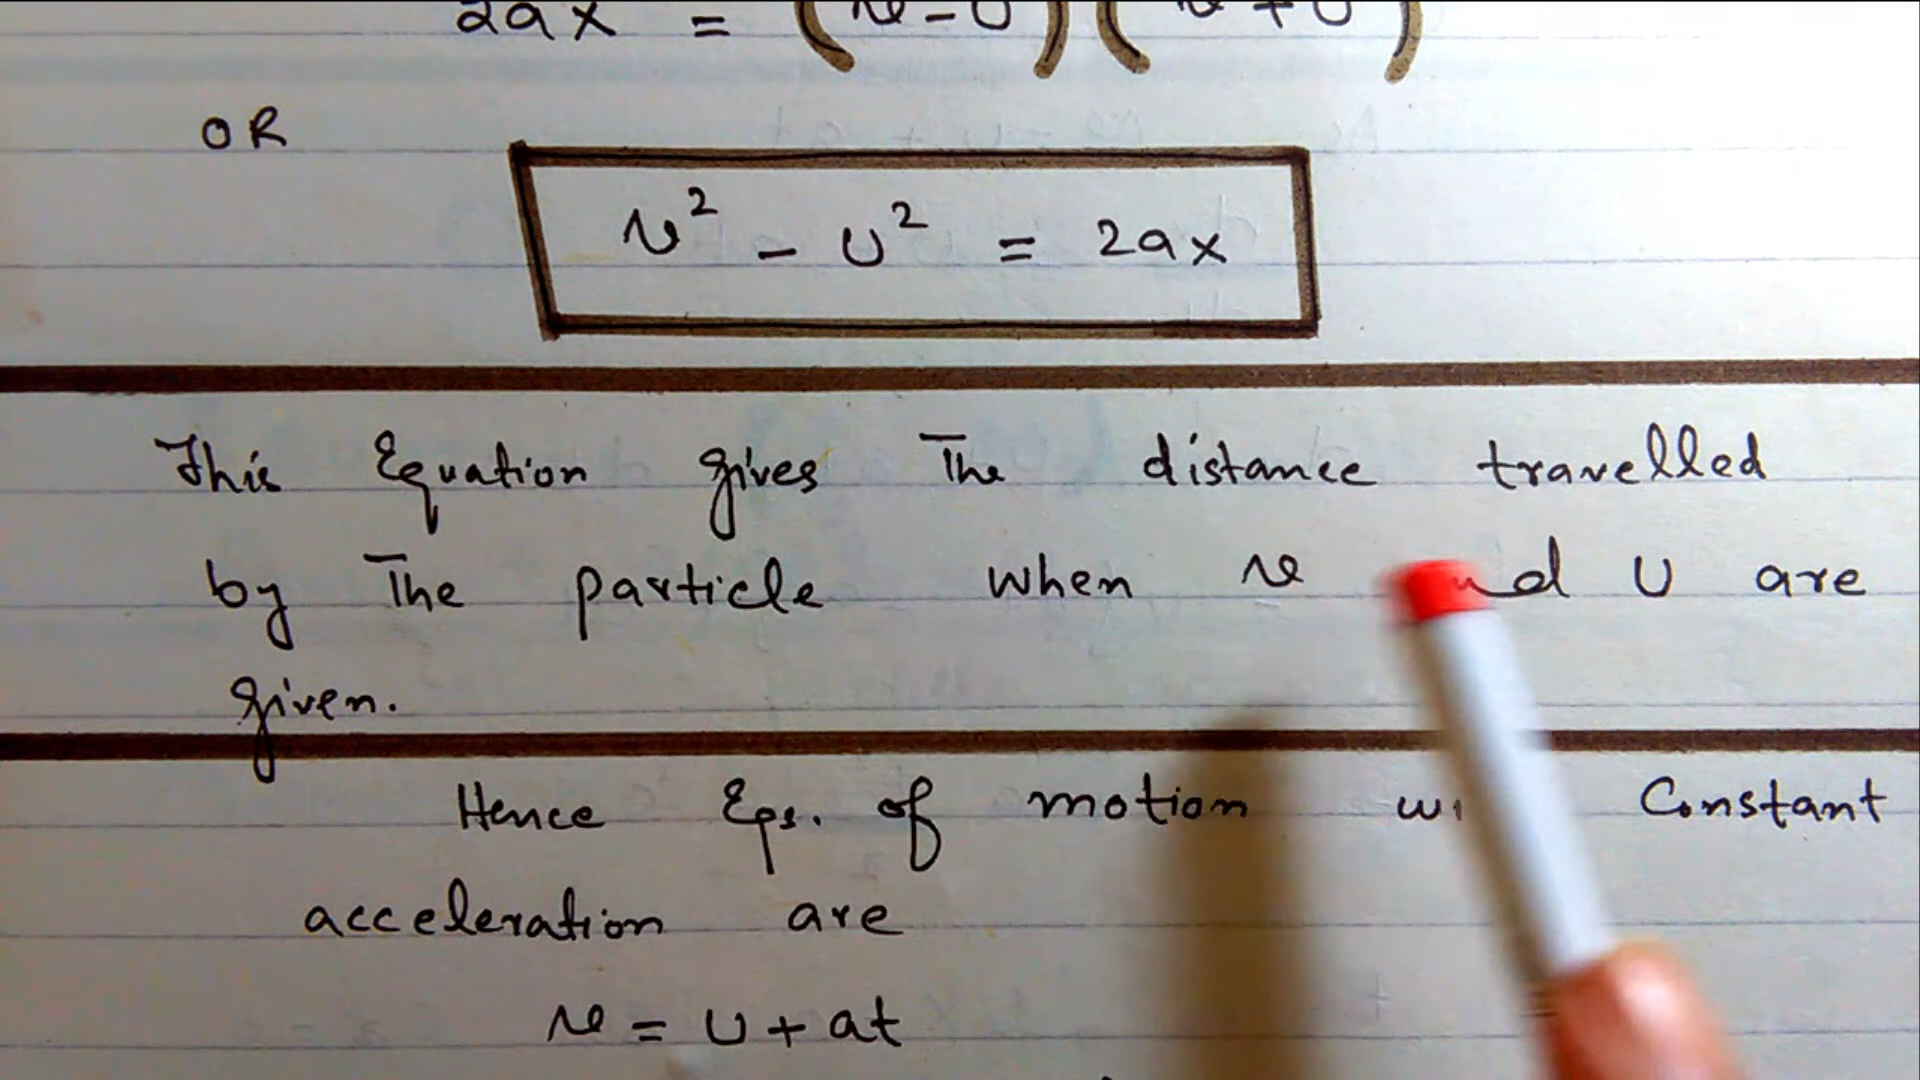 2ax = (v-u)(v+u)
OR
v² - u² = 2ax
This Equation gives The distance travelled
by The particle when v u are
given.
Hence Eqs. of motion Constant
acceleration are
v = u + at